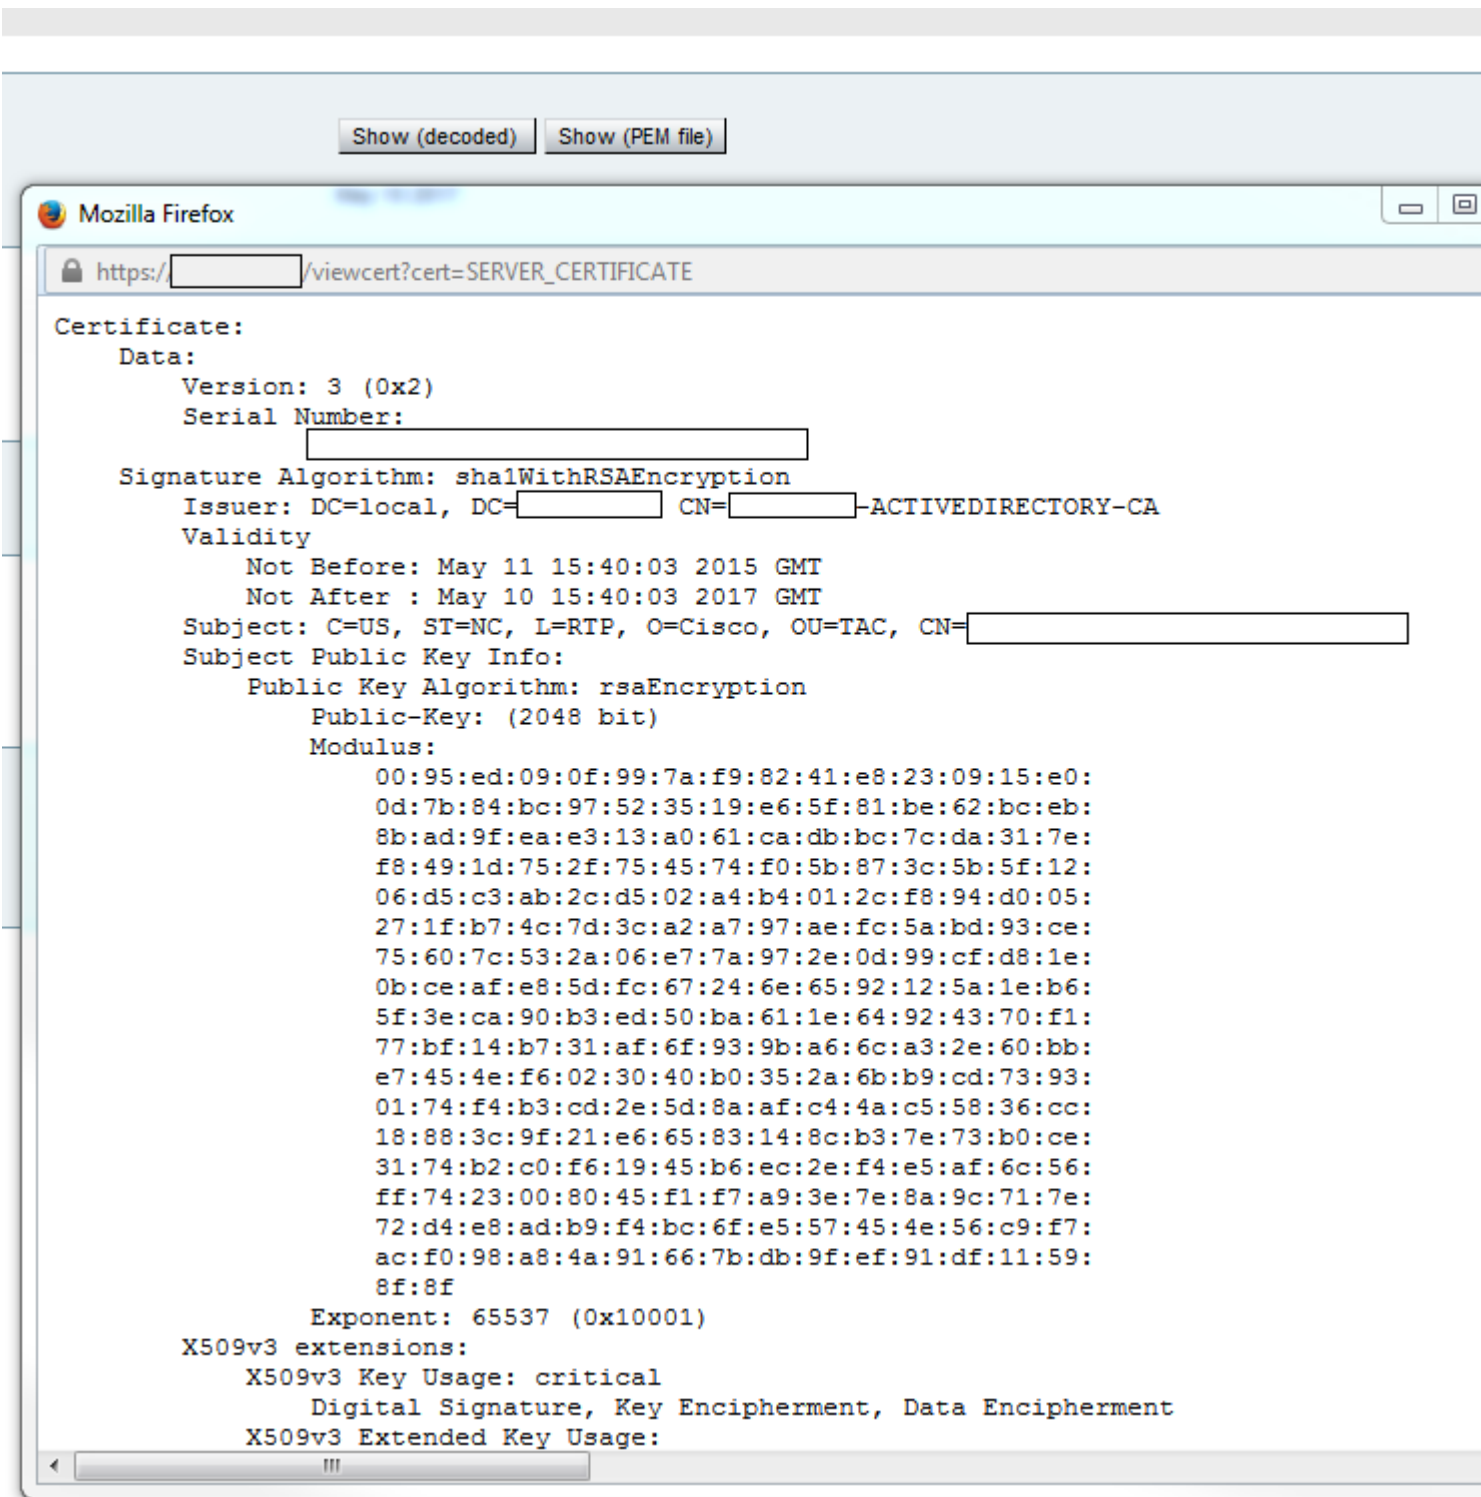 Show (decoded) Show (PEM file)
Mozilla Firefox
https:/ /viewcert?cert=SERVER_CERTIFICATE
Certificate:
Data:
Version: 3 (0x2)
Serial Number:
Signature Algorithm: sha1WithRSAEncryption
Issuer: DC=local, DC= CN= -ACTIVEDIRECTORY-CA
Validity
Not Before: May 11 15:40:03 2015 GMT
Not After : May 10 15:40:03 2017 GMT
Subject: C=US, ST=NC, L=RTP, O=Cisco, OU=TAC, CN=
Subject Public Key Info:
Public Key Algorithm: rsaEncryption
Public-Key: (2048 bit)
Modulus:
00:95:ed:09:0f:99:7a:f9:82:41:e8:23:09:15:e0:
0d:7b:84:bc:97:52:35:19:e6:5f:81:be:62:bc:eb:
8b:ad:9f:ea:e3:13:a0:61:ca:db:bc:7c:da:31:7e:
f8:49:1d:75:2f:75:45:74:f0:5b:87:3c:5b:5f:12:
06:d5:c3:ab:2c:d5:02:a4:b4:01:2c:f8:94:d0:05:
27:1f:b7:4c:7d:3c:a2:a7:97:ae:fc:5a:bd:93:ce:
75:60:7c:53:2a:06:e7:7a:97:2e:0d:99:cf:d8:1e:
0b:ce:af:e8:5d:fc:67:24:6e:65:92:12:5a:1e:b6:
5f:3e:ca:90:b3:ed:50:ba:61:1e:64:92:43:70:f1:
77:bf:14:b7:31:af:6f:93:9b:a6:6c:a3:2e:60:bb:
e7:45:4e:f6:02:30:40:b0:35:2a:6b:b9:cd:73:93:
01:74:f4:b3:cd:2e:5d:8a:af:c4:4a:c5:58:36:cc:
18:88:3c:9f:21:e6:65:83:14:8c:b3:7e:73:b0:ce:
31:74:b2:c0:f6:19:45:b6:ec:2e:f4:e5:af:6c:56:
ff:74:23:00:80:45:f1:f7:a9:3e:7e:8a:9c:71:7e:
72:d4:e8:ad:b9:f4:bc:6f:e5:57:45:4e:56:c9:f7:
ac:f0:98:a8:4a:91:66:7b:db:9f:ef:91:df:11:59:
8f:8f
Exponent: 65537 (0x10001)
X509v3 extensions:
X509v3 Key Usage: critical
Digital Signature, Key Encipherment, Data Encipherment
X509v3 Extended Key Usage: